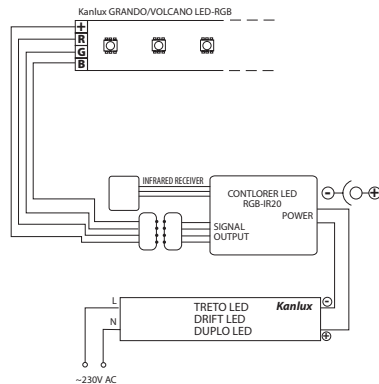 Kanlux GRANDO/VOLCANO LED-RGB
+
R
G
B
INFRARED RECEIVER
CONTLORER LED
RGB-IR20
POWER
SIGNAL
OUTPUT
- +
L
N
TRETO LED
DRIFT LED
DUPLO LED
Kanlux
-
+
~230V AC